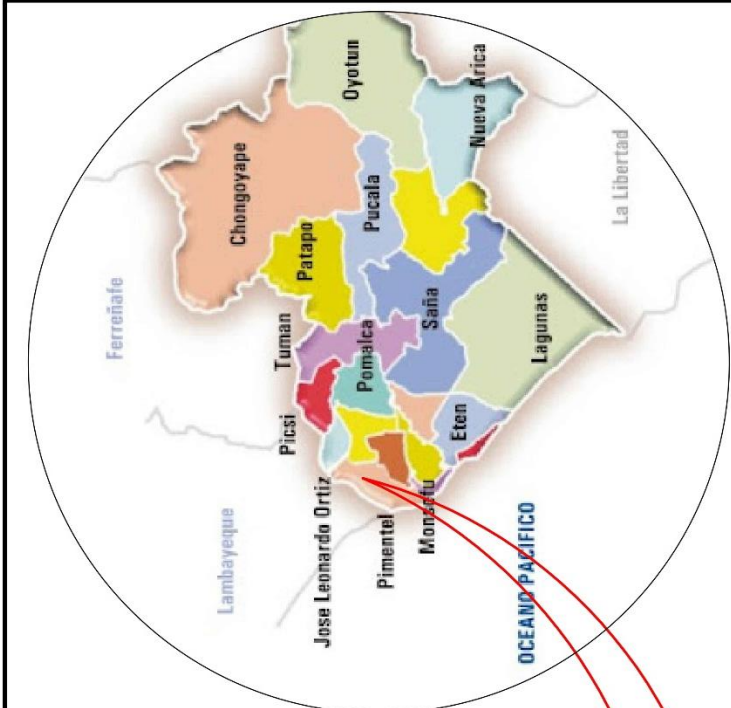 Ferreñafe
Lambayeque
Chongoyape
Tuman
Picsi
Patapo
Jose Leonardo Ortiz
Oyotun
Pomalca
Pucala
Pimentel
Monsefu
Saña
Eten
Nueva Arica
OCEANO PACIFICO
Lagunas
La Libertad